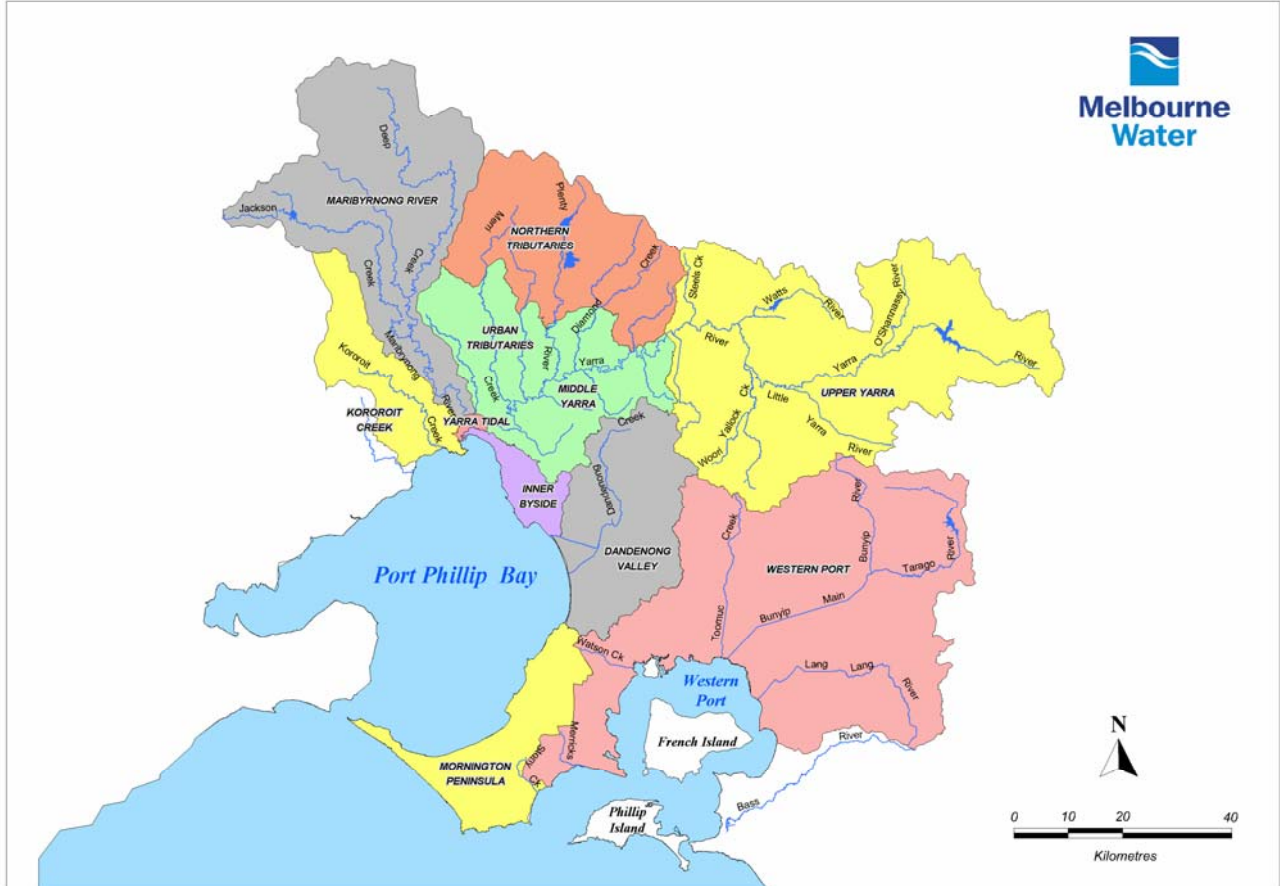 Melbourne
Water
Deep
Creek
Jackson
Creek
MARIBYRNONG RIVER
Maribyrnong
River
Merri
Creek
Plenty
River
NORTHERN
TRIBUTARIES
Diamond
Creek
Steels Ck
Watts
River
O'Shannassy River
Yarra
River
River
UPPER YARRA
Little
Yarra
River
Woori
Yallock
Ck
URBAN
TRIBUTARIES
Yarra
MIDDLE
YARRA
Kororoit
Creek
KOROROIT
CREEK
YARRA TIDAL
INNER
BYSIDE
Dandenong
Creek
DANDENONG
VALLEY
Port Phillip Bay
WESTERN PORT
Toomuc
Creek
Bunyip
River
Bunyip
Main
Tarago
River
Watson Ck
Lang
Lang
River
Western
Port
French Island
Merricks
Stony
Ck
MORNINGTON
PENINSULA
Phillip
Island
Bass
River
N
0 10 20 40
Kilometres